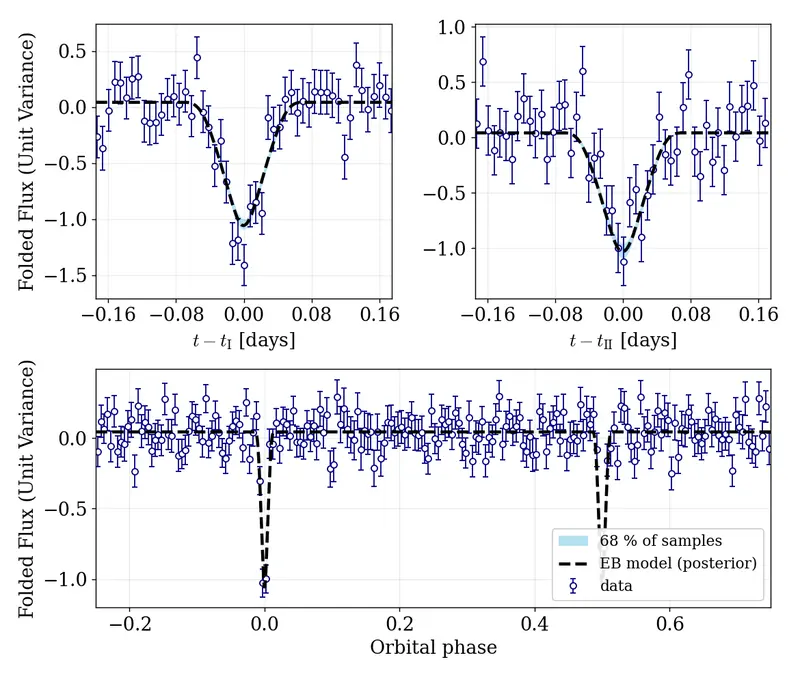 Folded Flux (Unit Variance)
0.5
0.0
−0.5
−1.0
−1.5
−0.16 −0.08 0.00 0.08 0.16
t − tI [days]
1.0
0.5
0.0
−0.5
−1.0
−0.16 −0.08 0.00 0.08 0.16
t − tII [days]
Folded Flux (Unit Variance)
0.0
−0.5
−1.0
68 % of samples
EB model (posterior)
data
−0.2 0.0 0.2 0.4 0.6
Orbital phase